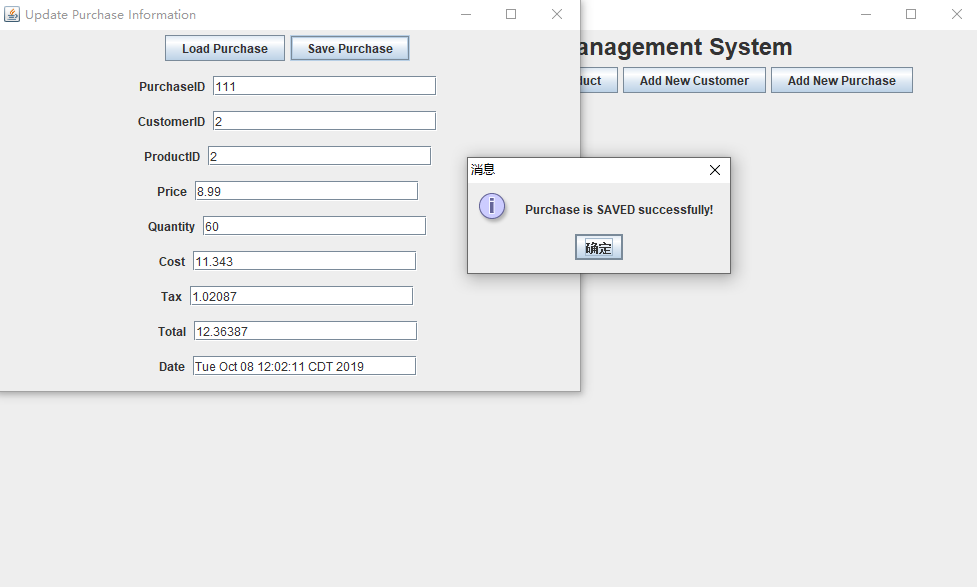 Update Purchase Information
anagement System
Load Purchase
Save Purchase
duct
Add New Customer
Add New Purchase
PurchaseID 111
CustomerID 2
ProductID 2
Price 8.99
Quantity 60
Cost 11.343
Tax 1.02087
Total 12.36387
Date Tue Oct 08 12:02:11 CDT 2019
消息
Purchase is SAVED successfully!
确定